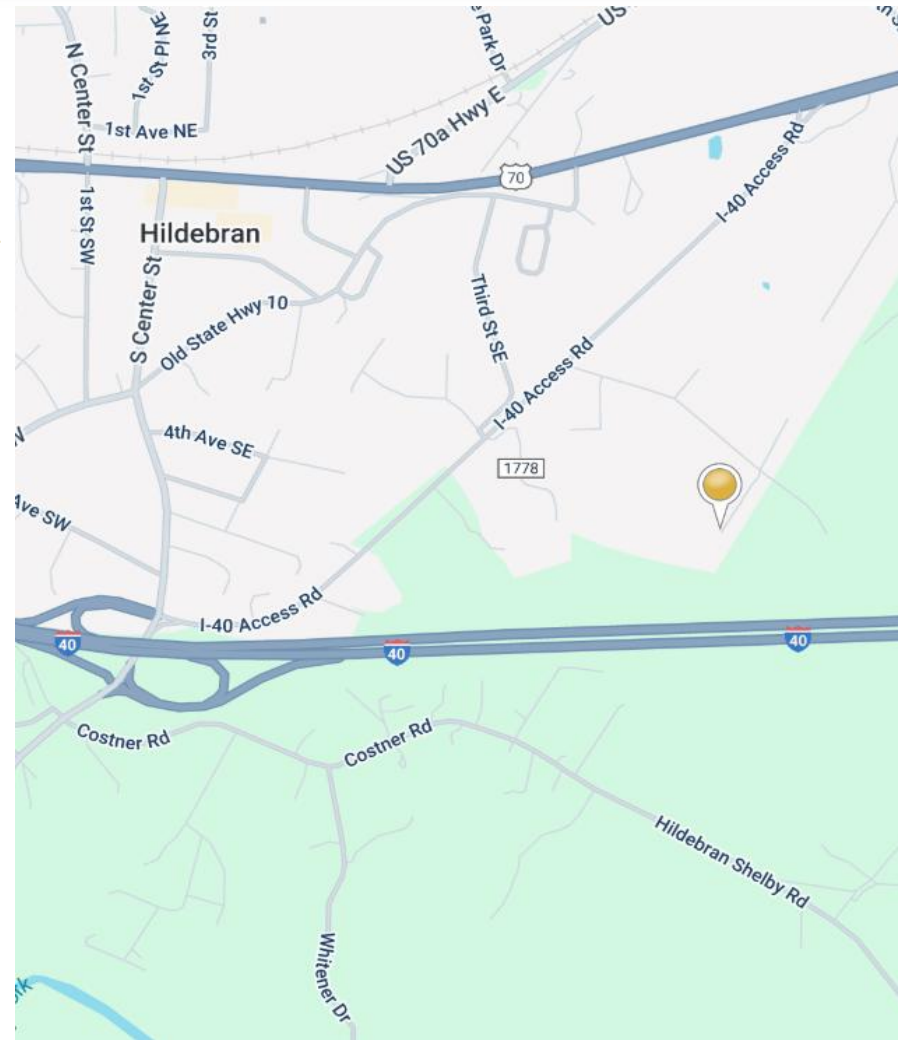 N Center St
1st St Pl NE
3rd St
e Park Dr
US
1st Ave NE
US 70a Hwy E
70
I-40 Access Rd
1st St SW
Hildebran
S Center St
Old State Hwy 10
Third St SE
I-40 Access Rd
4th Ave SE
1778
Ave SW
I-40 Access Rd
40
40
40
Costner Rd
Costner Rd
Hildebran Shelby Rd
Whitener Dr